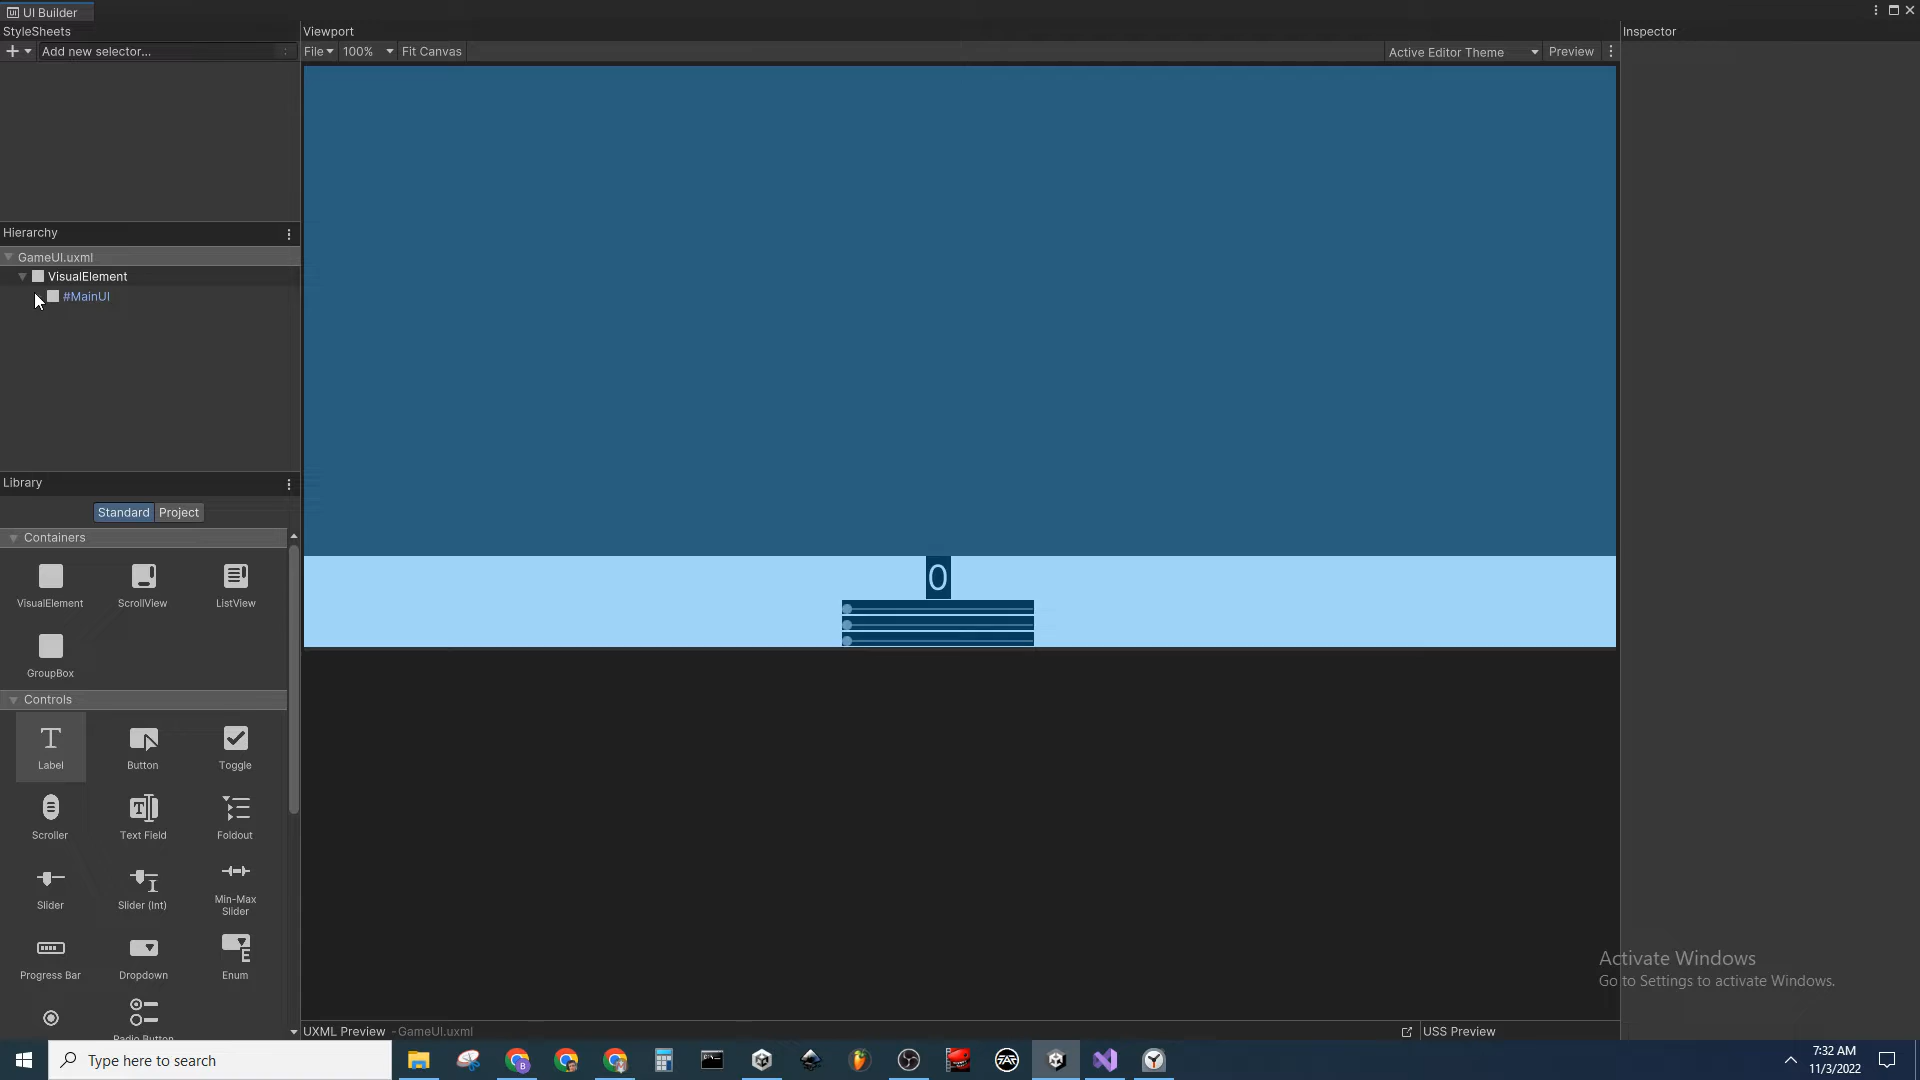 UI Builder
StyleSheets
Add new selector...
Viewport
File 100% Fit Canvas
Active Editor Theme Preview
Inspector
Hierarchy
GameUI.uxml
VisualElement
#MainUI
0
Library
Standard Project
Containers
VisualElement ScrollView ListView
GroupBox
Controls
Label Button Toggle
Scroller Text Field Foldout
Slider Slider (Int) Min-Max
Slider
Progress Bar Dropdown Enum
Radio Button
Activate Windows
Go to Settings to activate Windows.
UXML Preview - GameUI.uxml
USS Preview
Type here to search
7:32 AM
11/3/2022